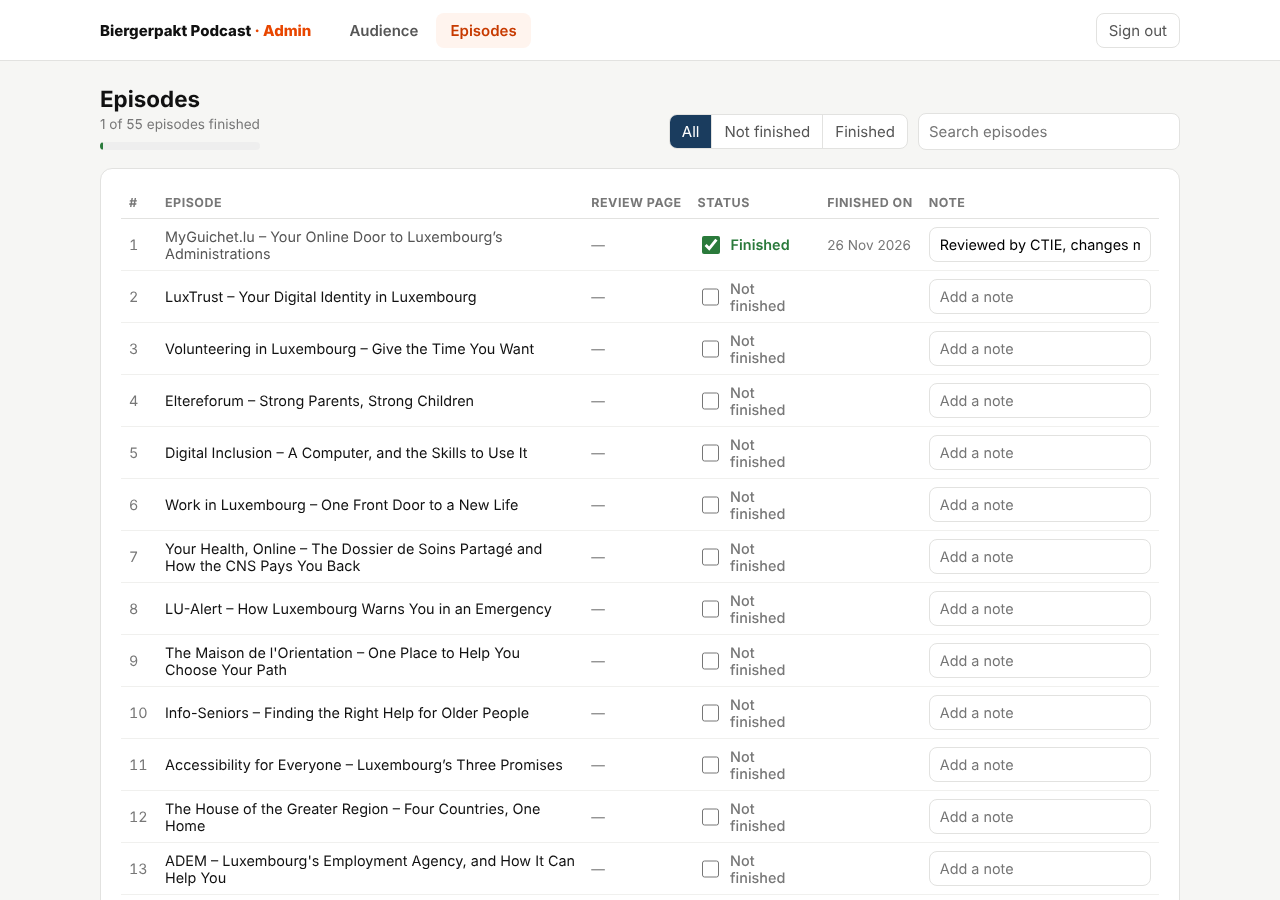 Biergerpakt Podcast · Admin
Audience
Episodes
Sign out
Episodes
1 of 55 episodes finished
All
Not finished
Finished
Search episodes
# EPISODE REVIEW PAGE STATUS FINISHED ON NOTE
1 MyGuichet.lu – Your Online Door to Luxembourg’s
Administrations
— Finished 26 Nov 2026 Reviewed by CTIE, changes m
2 LuxTrust – Your Digital Identity in Luxembourg — Not
finished
Add a note
3 Volunteering in Luxembourg – Give the Time You Want — Not
finished
Add a note
4 Eltereforum – Strong Parents, Strong Children — Not
finished
Add a note
5 Digital Inclusion – A Computer, and the Skills to Use It — Not
finished
Add a note
6 Work in Luxembourg – One Front Door to a New Life — Not
finished
Add a note
7 Your Health, Online – The Dossier de Soins Partagé and
How the CNS Pays You Back
— Not
finished
Add a note
8 LU-Alert – How Luxembourg Warns You in an Emergency — Not
finished
Add a note
9 The Maison de l'Orientation – One Place to Help You
Choose Your Path
— Not
finished
Add a note
10 Info-Seniors – Finding the Right Help for Older People — Not
finished
Add a note
11 Accessibility for Everyone – Luxembourg’s Three Promises — Not
finished
Add a note
12 The House of the Greater Region – Four Countries, One
Home
— Not
finished
Add a note
13 ADEM – Luxembourg's Employment Agency, and How It Can
Help You
— Not
finished
Add a note